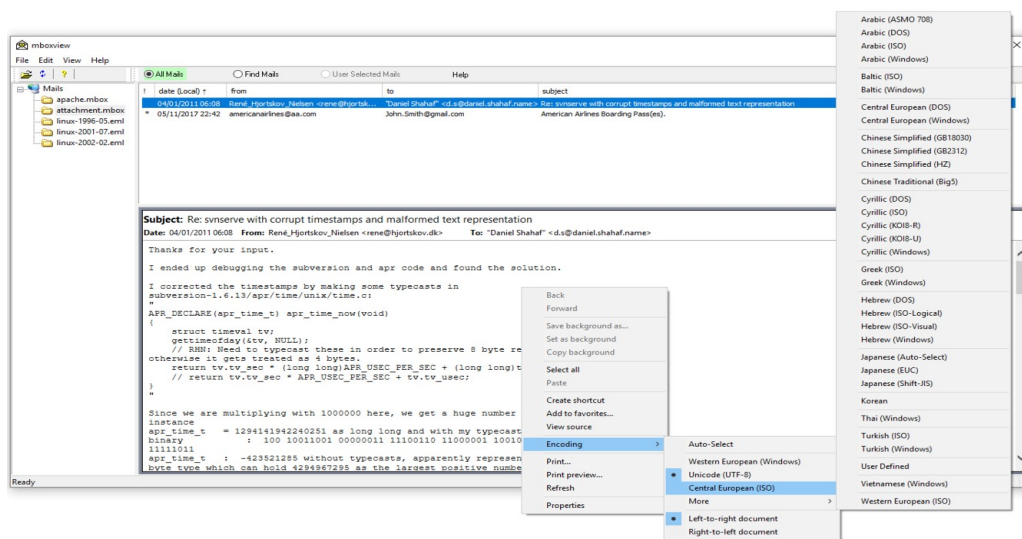 mboxview
File Edit View Help
All Mails Find Mails User Selected Mails Help
Mails
apache.mbox
attachment.mbox
linux-1996-05.eml
linux-2001-07.eml
linux-2002-02.eml
! date (Local) ↑ from to subject
04/01/2011 06:08 René_Hjortskov_Nielsen <rene@hjortsk... "Daniel Shahaf" <d.s@daniel.shahaf.name> Re: svnserve with corrupt timestamps and malformed text representation
* 05/11/2017 22:42 americanairlines@aa.com John.Smith@gmail.com American Airlines Boarding Pass(es).
Subject: Re: svnserve with corrupt timestamps and malformed text representation
Date: 04/01/2011 06:08 From: René_Hjortskov_Nielsen <rene@hjortskov.dk> To: "Daniel Shahaf" <d.s@daniel.shahaf.name>
Thanks for your input.
I ended up debugging the subversion and apr code and found the solution.
I corrected the timestamps by making some typecasts in
subversion-1.6.13/apr/time/unix/time.c:
"
APR_DECLARE(apr_time_t) apr_time_now(void)
{
struct timeval tv;
gettimeofday(&tv, NULL);
// RHN: Need to typecast these in order to preserve 8 byte re
otherwise it gets treated as 4 bytes.
return tv.tv_sec * (long long)APR_USEC_PER_SEC + (long long)t
// return tv.tv_sec * APR_USEC_PER_SEC + tv.tv_usec;
}
"
Since we are multiplying with 1000000 here, we get a huge number
instance
apr_time_t = 1294141942240251 as long long and with my typecast
binary : 100 10011001 00000011 11100110 11000001 10010
11111011
apr_time_t : -423521285 without typecasts, apparently represen
byte type which can hold 4294967295 as the largest positive numbe
Ready
Back
Forward
Save background as...
Set as background
Copy background
Select all
Paste
Create shortcut
Add to favorites...
View source
Encoding >
Print...
Print preview...
Refresh
Properties
Auto-Select
Western European (Windows)
Unicode (UTF-8)
Central European (ISO)
More >
Left-to-right document
Right-to-left document
Arabic (ASMO 708)
Arabic (DOS)
Arabic (ISO)
Arabic (Windows)
Baltic (ISO)
Baltic (Windows)
Central European (DOS)
Central European (Windows)
Chinese Simplified (GB18030)
Chinese Simplified (GB2312)
Chinese Simplified (HZ)
Chinese Traditional (Big5)
Cyrillic (DOS)
Cyrillic (ISO)
Cyrillic (KOI8-R)
Cyrillic (KOI8-U)
Cyrillic (Windows)
Greek (ISO)
Greek (Windows)
Hebrew (DOS)
Hebrew (ISO-Logical)
Hebrew (ISO-Visual)
Hebrew (Windows)
Japanese (Auto-Select)
Japanese (EUC)
Japanese (Shift-JIS)
Korean
Thai (Windows)
Turkish (ISO)
Turkish (Windows)
User Defined
Vietnamese (Windows)
Western European (ISO)